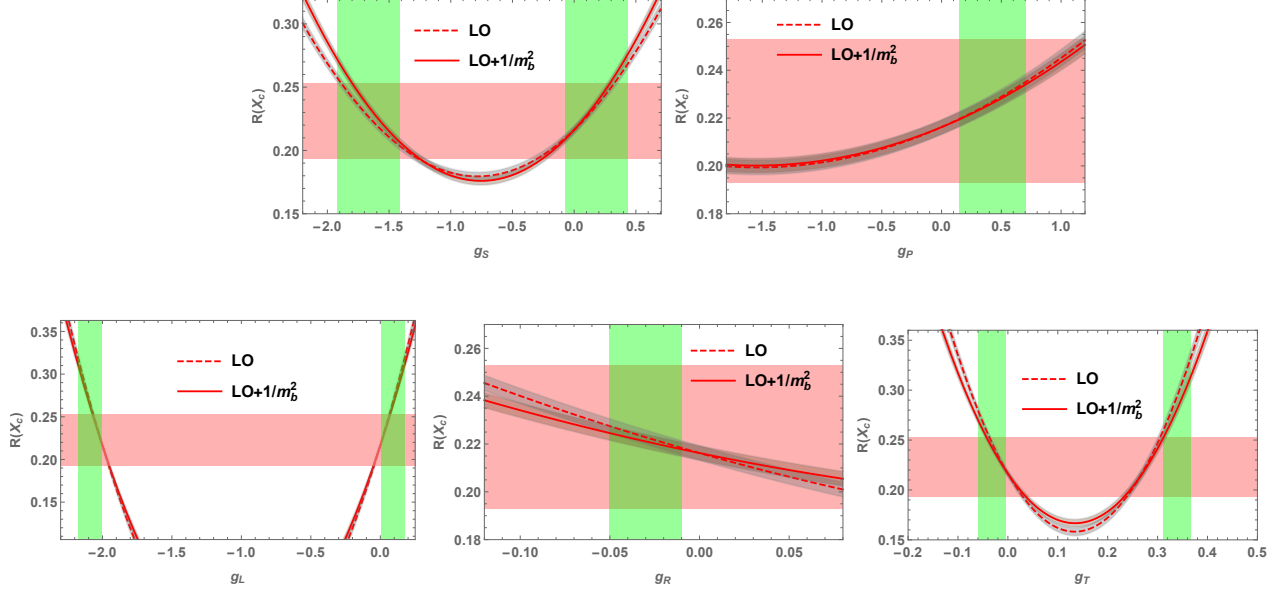 0.30
0.25
0.20
0.15
R(X_c)
LO
LO+1/m_b^2
−2.0 −1.5 −1.0 −0.5 0.0 0.5
g_S
0.26
0.24
0.22
0.20
0.18
R(X_c)
LO
LO+1/m_b^2
−1.5 −1.0 −0.5 0.0 0.5 1.0
g_P
0.35
0.30
0.25
0.20
0.15
R(X_c)
LO
LO+1/m_b^2
−2.0 −1.5 −1.0 −0.5 0.0
g_L
0.26
0.24
0.22
0.20
0.18
R(X_c)
LO
LO+1/m_b^2
−0.10 −0.05 0.00 0.05
g_R
0.35
0.30
0.25
0.20
0.15
R(X_c)
LO
LO+1/m_b^2
−0.2 −0.1 0.0 0.1 0.2 0.3 0.4 0.5
g_T